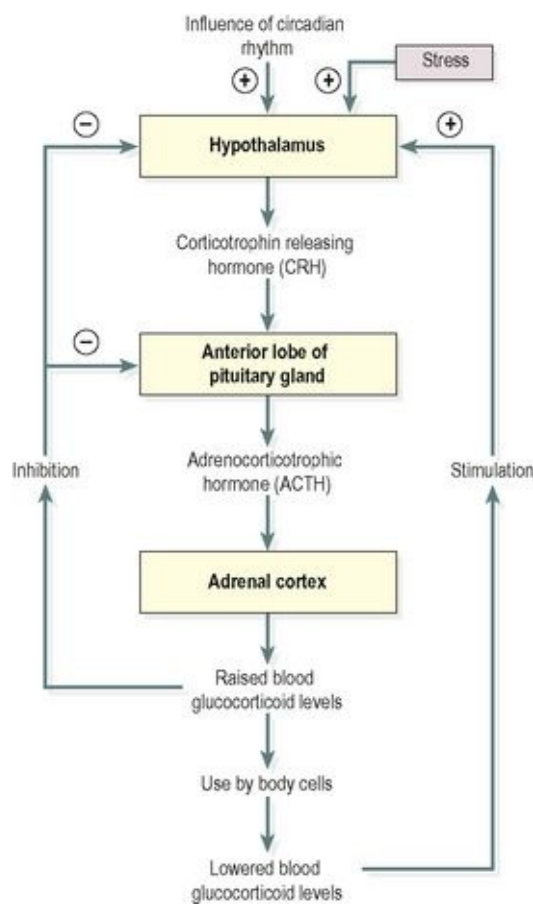 Influence of circadian
rhythm
Stress
+
+
−
+
Hypothalamus
Corticotrophin releasing
hormone (CRH)
−
Anterior lobe of
pituitary gland
Inhibition
Adrenocorticotrophic
hormone (ACTH)
Stimulation
Adrenal cortex
Raised blood
glucocorticoid levels
Use by body cells
Lowered blood
glucocorticoid levels